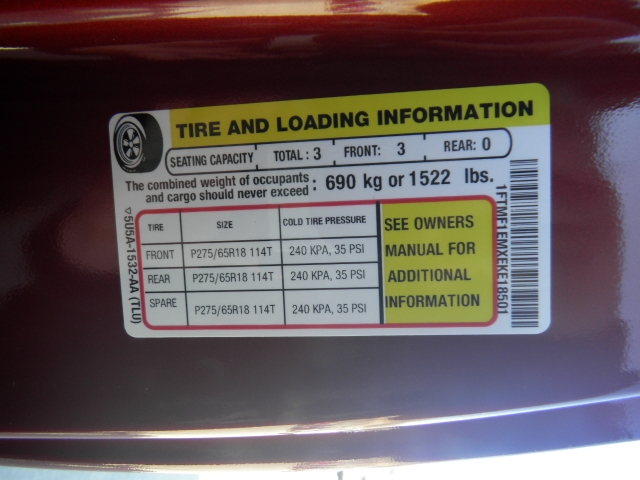 TIRE AND LOADING INFORMATION
SEATING CAPACITY TOTAL : 3 FRONT: 3 REAR: 0
The combined weight of occupants
and cargo should never exceed : 690 kg or 1522 lbs.
TIRE SIZE COLD TIRE PRESSURE
FRONT P275/65R18 114T 240 KPA, 35 PSI
REAR P275/65R18 114T 240 KPA, 35 PSI
SPARE P275/65R18 114T 240 KPA, 35 PSI
SEE OWNERS
MANUAL FOR
ADDITIONAL
INFORMATION
5U5A-1532-AA (TLU)
1FTMF1EMXEKE18501